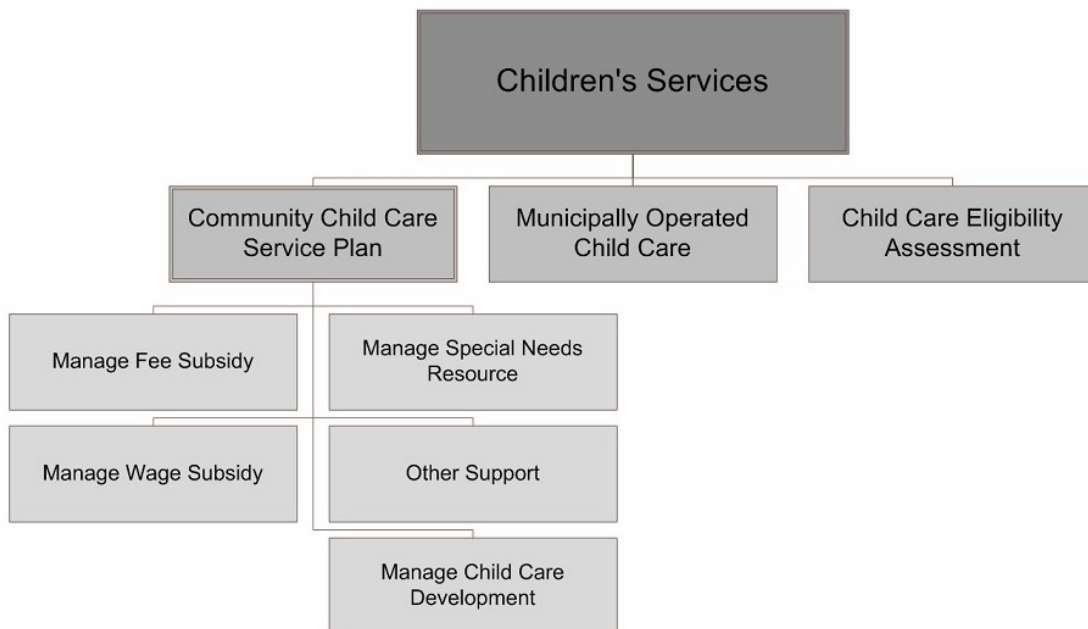 Children's Services
Community Child Care
Service Plan
Municipally Operated
Child Care
Child Care Eligibility
Assessment
Manage Fee Subsidy
Manage Special Needs
Resource
Manage Wage Subsidy
Other Support
Manage Child Care
Development